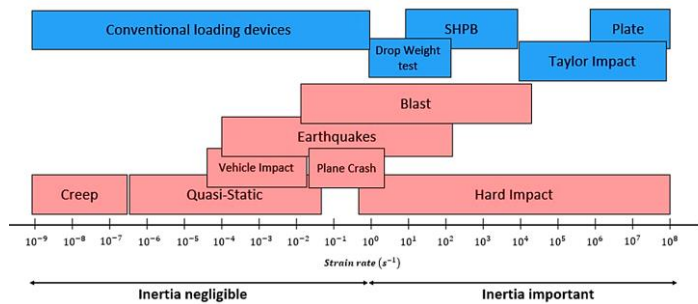 Conventional loading devices
SHPB
Plate
Drop Weight
test
Taylor Impact
Blast
Earthquakes
Vehicle Impact
Plane Crash
Creep
Quasi-Static
Hard Impact
10⁻⁹ 10⁻⁸ 10⁻⁷ 10⁻⁶ 10⁻⁵ 10⁻⁴ 10⁻³ 10⁻² 10⁻¹ 10⁰ 10¹ 10² 10³ 10⁴ 10⁵ 10⁶ 10⁷ 10⁸
Strain rate (s⁻¹)
Inertia negligible
Inertia important